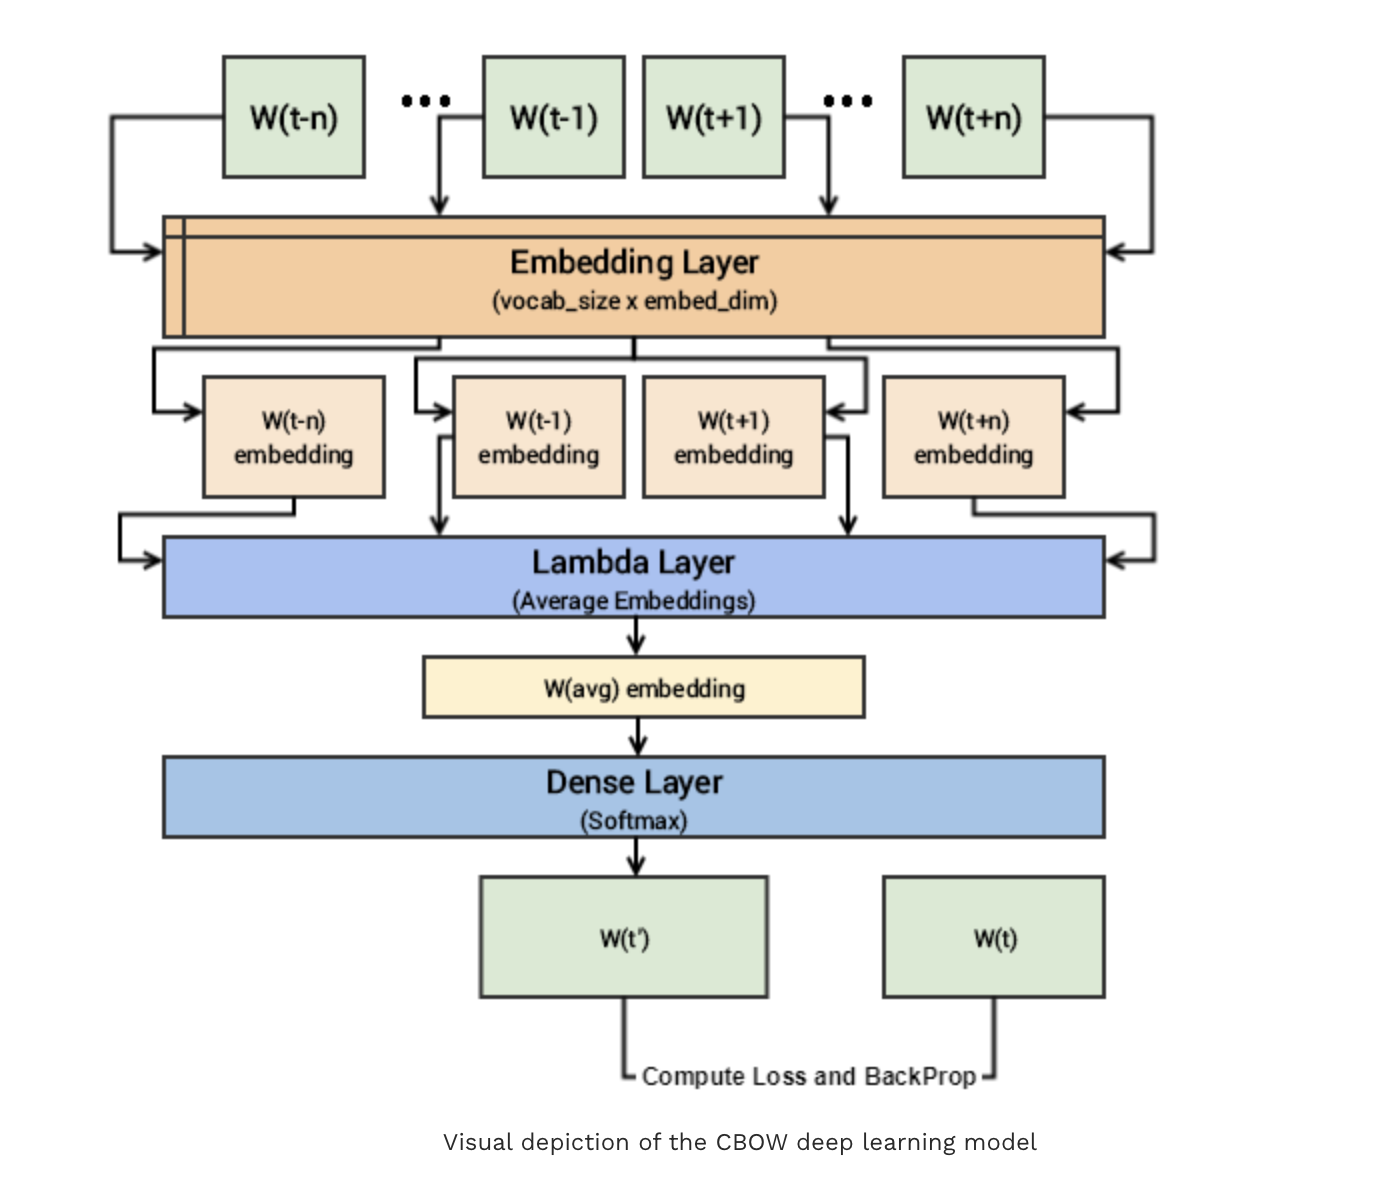 W(t-n)
•••
W(t-1)
W(t+1)
•••
W(t+n)
Embedding Layer
(vocab_size x embed_dim)
W(t-n)
embedding
W(t-1)
embedding
W(t+1)
embedding
W(t+n)
embedding
Lambda Layer
(Average Embeddings)
W(avg) embedding
Dense Layer
(Softmax)
W(t')
W(t)
Compute Loss and BackProp
Visual depiction of the CBOW deep learning model